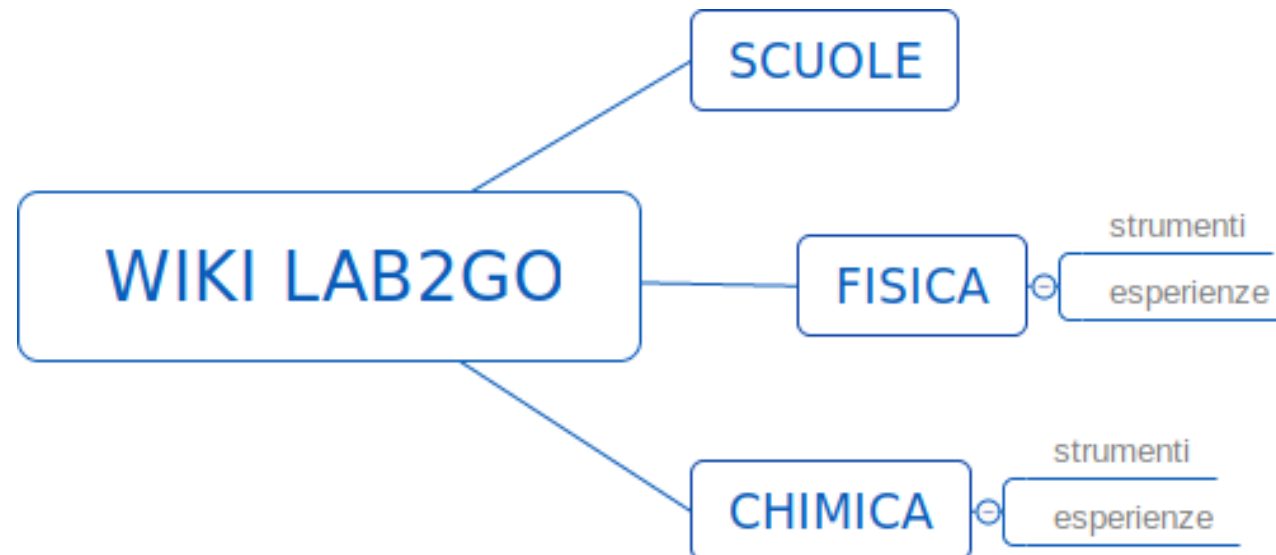 SCUOLE
WIKI LAB2GO
FISICA
strumenti
esperienze
CHIMICA
strumenti
esperienze